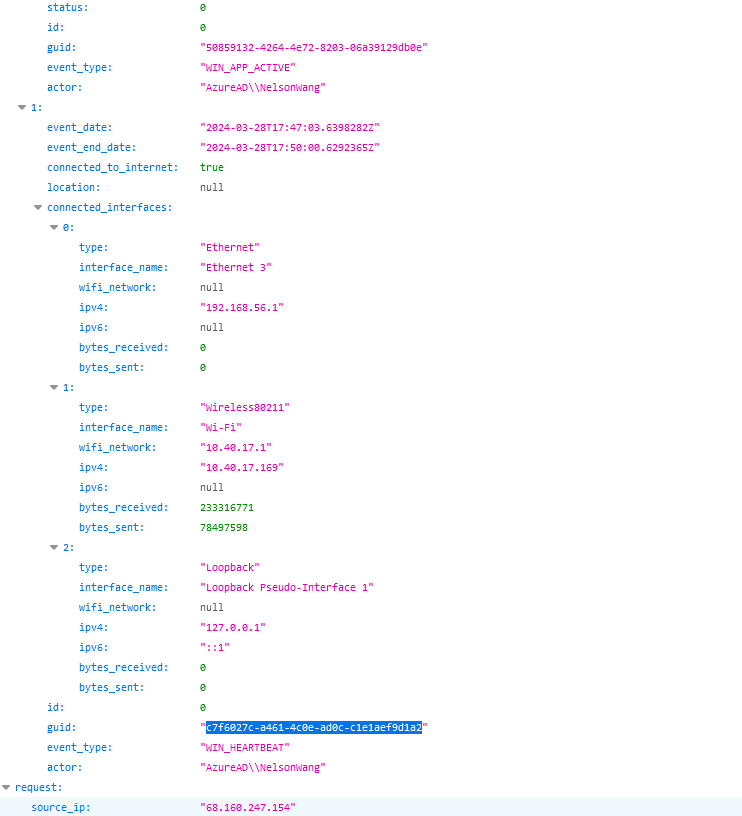 status: 0
id: 0
guid: "50859132-4264-4e72-8203-06a39129db0e"
event_type: "WIN_APP_ACTIVE"
actor: "AzureAD\\NelsonWang"
1:
event_date: "2024-03-28T17:47:03.6398282Z"
event_end_date: "2024-03-28T17:50:00.6292365Z"
connected_to_internet: true
location: null
connected_interfaces:
0:
type: "Ethernet"
interface_name: "Ethernet 3"
wifi_network: null
ipv4: "192.168.56.1"
ipv6: null
bytes_received: 0
bytes_sent: 0
1:
type: "Wireless80211"
interface_name: "Wi-Fi"
wifi_network: "10.40.17.1"
ipv4: "10.40.17.169"
ipv6: null
bytes_received: 233316771
bytes_sent: 78497598
2:
type: "Loopback"
interface_name: "Loopback Pseudo-Interface 1"
wifi_network: null
ipv4: "127.0.0.1"
ipv6: "::1"
bytes_received: 0
bytes_sent: 0
id: 0
guid: "c7f6027c-a461-4c0e-ad0c-c1e1aef9d1a2"
event_type: "WIN_HEARTBEAT"
actor: "AzureAD\\NelsonWang"
request:
source_ip: "68.160.247.154"